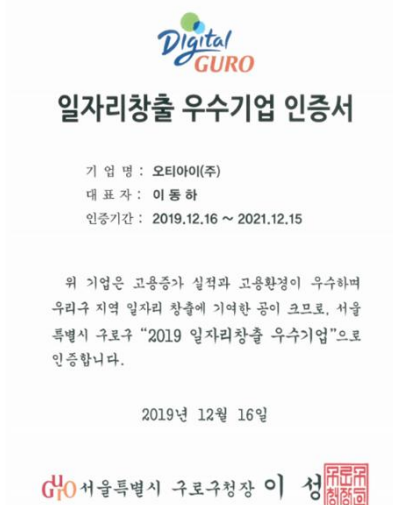 Digital
GURO
일자리창출 우수기업 인증서
기 업 명 : 오티아이(주)
대 표 자 : 이 동 하
인증기간 : 2019.12.16 ~ 2021.12.15
위 기업은 고용증가 실적과 고용환경이 우수하며
우리구 지역 일자리 창출에 기여한 공이 크므로, 서울
특별시 구로구 “2019 일자리창출 우수기업”으로
인증합니다.
2019년 12월 16일
GURO 서울특별시 구로구청장 이 성